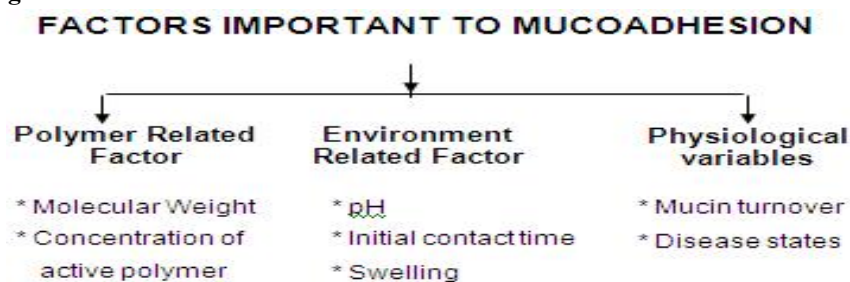 FACTORS IMPORTANT TO MUCOADHESION
Polymer Related
Factor
* Molecular Weight
* Concentration of
active polymer
Environment
Related Factor
* pH
* Initial contact time
* Swelling
Physiological
variables
* Mucin turnover
* Disease states